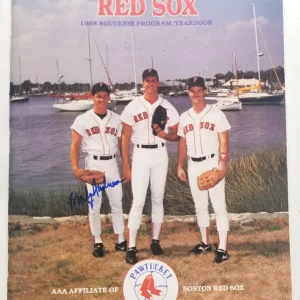 RED SOX
1988 SOUVENIR PROGRAM/YEARBOOK
RED SOX
RED SOX
RED SOX
PAWTUCKET
AAA AFFILIATE OF BOSTON RED SOX